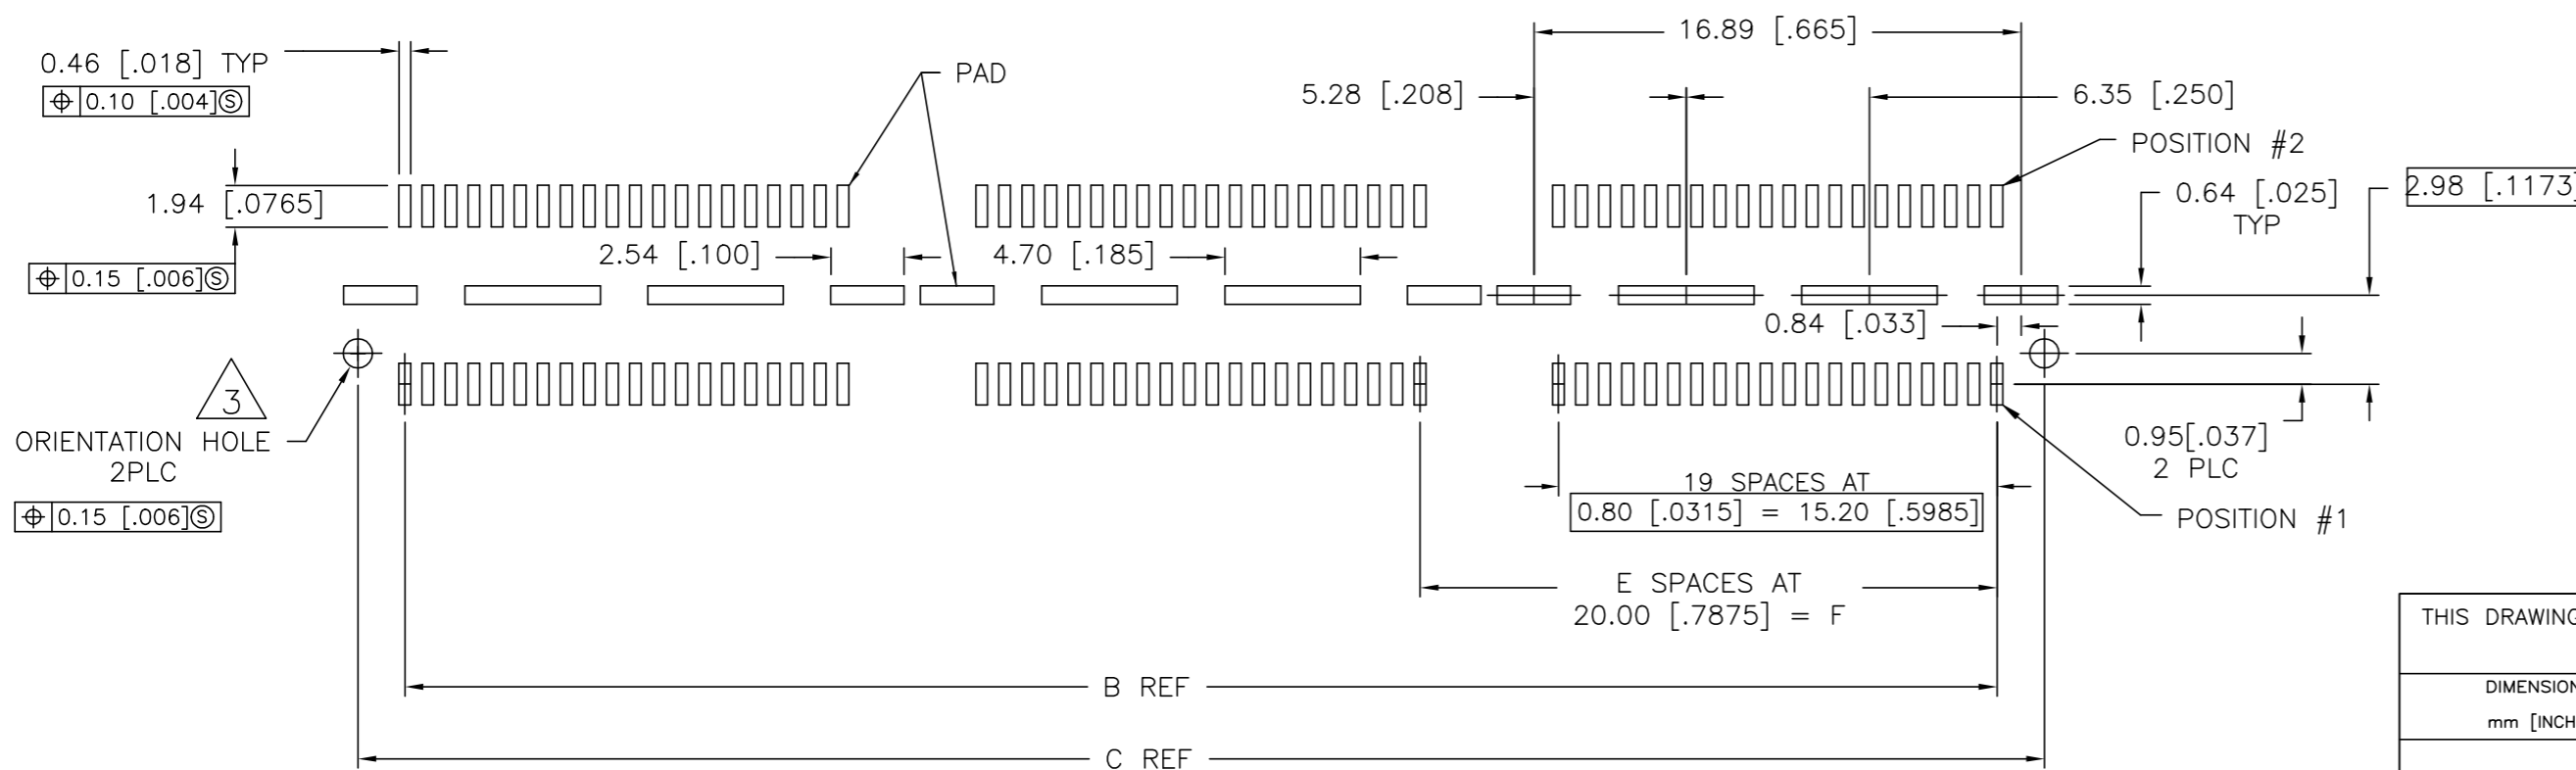 16.89 [.665]
0.46 [.018] TYP
⌖ 0.10 [.004]Ⓢ
PAD
5.28 [.208]
6.35 [.250]
POSITION #2
1.94 [.0765]
0.64 [.025]
TYP
2.98 [.1173]
2.54 [.100]
4.70 [.185]
⌖ 0.15 [.006]Ⓢ
0.84 [.033]
3
ORIENTATION HOLE
2PLC
⌖ 0.15 [.006]Ⓢ
0.95[.037]
2 PLC
19 SPACES AT
0.80 [.0315] = 15.20 [.5985]
POSITION #1
E SPACES AT
20.00 [.7875] = F
B REF
C REF
THIS DRAWING
DIMENSION
mm [INCH